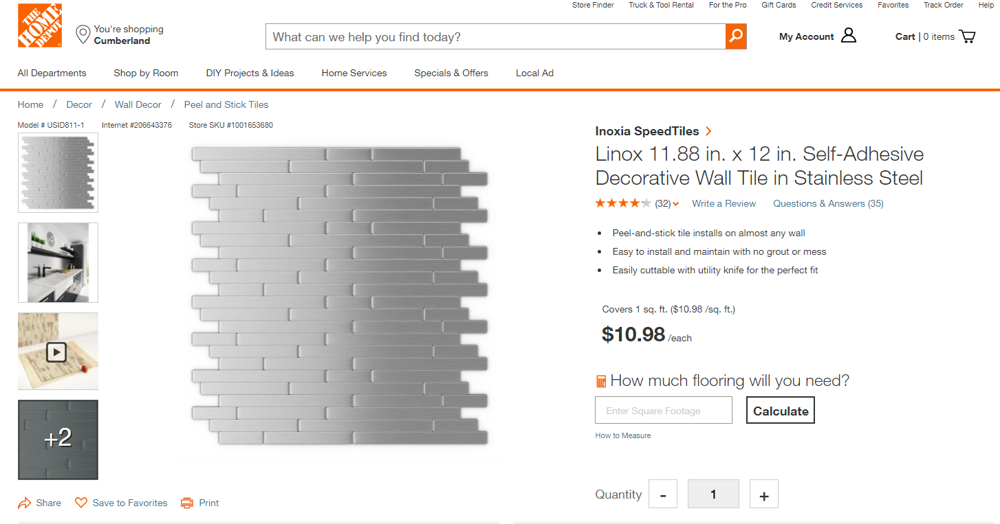 Store Finder Truck & Tool Rental For the Pro Gift Cards Credit Services Favorites Track Order Help
THE HOME DEPOT
You're shopping
Cumberland
What can we help you find today?
My Account
Cart | 0 items
All Departments Shop by Room DIY Projects & Ideas Home Services Specials & Offers Local Ad
Home / Decor / Wall Decor / Peel and Stick Tiles
Model # USID811-1 Internet #206643376 Store SKU #1001653680
+2
Share Save to Favorites Print
Inoxia SpeedTiles
Linox 11.88 in. x 12 in. Self-Adhesive
Decorative Wall Tile in Stainless Steel
(32) Write a Review Questions & Answers (35)
• Peel-and-stick tile installs on almost any wall
• Easy to install and maintain with no grout or mess
• Easily cuttable with utility knife for the perfect fit
Covers 1 sq. ft. ($10.98 /sq. ft.)
$10.98 /each
How much flooring will you need?
Enter Square Footage Calculate
How to Measure
Quantity - 1 +